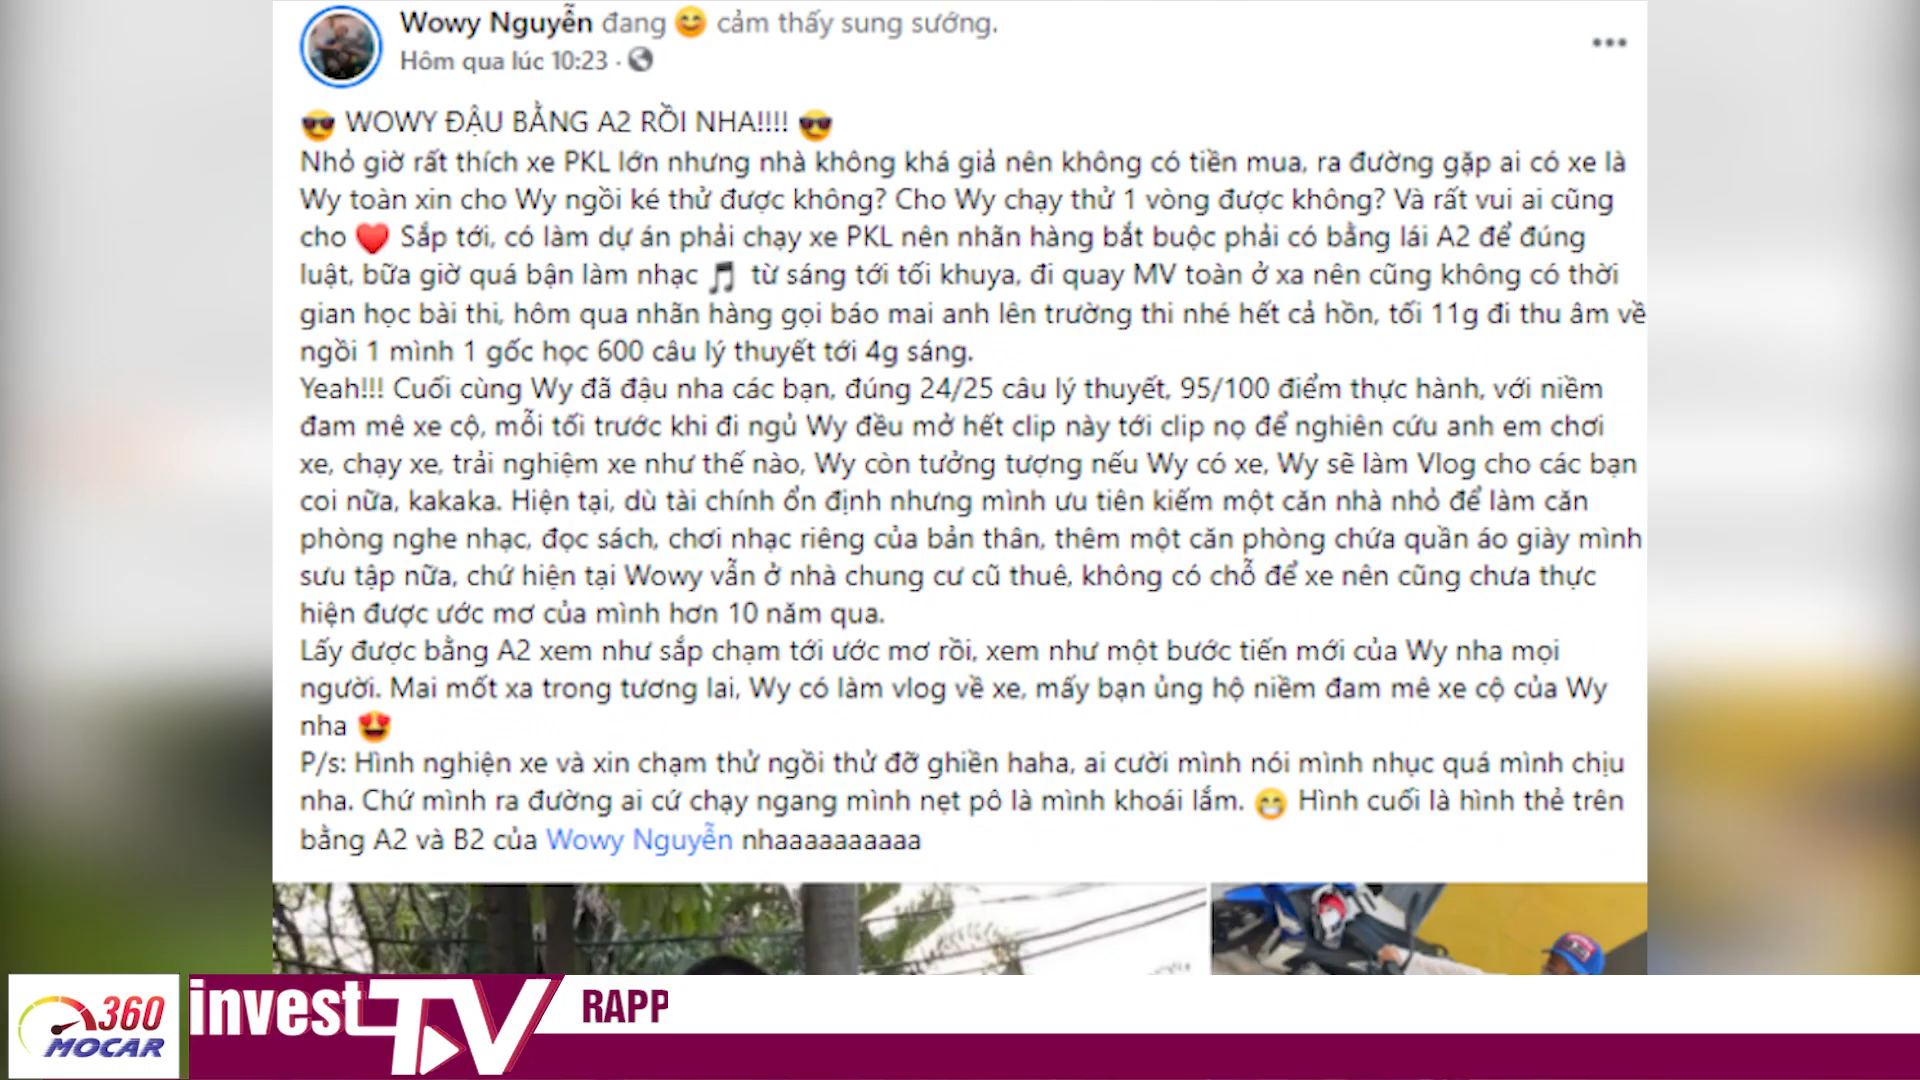 Wowy Nguyễn đang 😊 cảm thấy sung sướng.
Hôm qua lúc 10:23 ·
😎 WOWY ĐẬU BẰNG A2 RỒI NHA!!!! 😎
Nhỏ giờ rất thích xe PKL lớn nhưng nhà không khá giả nên không có tiền mua, ra đường gặp ai có xe là
Wy toàn xin cho Wy ngồi ké thử được không? Cho Wy chạy thử 1 vòng được không? Và rất vui ai cũng
cho ❤️ Sắp tới, có làm dự án phải chạy xe PKL nên nhãn hàng bắt buộc phải có bằng lái A2 để đúng
luật, bữa giờ quá bận làm nhạc 🎵 từ sáng tới tối khuya, đi quay MV toàn ở xa nên cũng không có thời
gian học bài thi, hôm qua nhãn hàng gọi báo mai anh lên trường thi nhé hết cả hồn, tối 11g đi thu âm về
ngồi 1 mình 1 gốc học 600 câu lý thuyết tới 4g sáng.
Yeah!!! Cuối cùng Wy đã đậu nha các bạn, đúng 24/25 câu lý thuyết, 95/100 điểm thực hành, với niềm
đam mê xe cộ, mỗi tối trước khi đi ngủ Wy đều mở hết clip này tới clip nọ để nghiên cứu anh em chơi
xe, chạy xe, trải nghiệm xe như thế nào, Wy còn tưởng tượng nếu Wy có xe, Wy sẽ làm Vlog cho các bạn
coi nữa, kakaka. Hiện tại, dù tài chính ổn định nhưng mình ưu tiên kiếm một căn nhà nhỏ để làm căn
phòng nghe nhạc, đọc sách, chơi nhạc riêng của bản thân, thêm một căn phòng chứa quần áo giày mình
sưu tập nữa, chứ hiện tại Wowy vẫn ở nhà chung cư cũ thuê, không có chỗ để xe nên cũng chưa thực
hiện được ước mơ của mình hơn 10 năm qua.
Lấy được bằng A2 xem như sắp chạm tới ước mơ rồi, xem như một bước tiến mới của Wy nha mọi
người. Mai mốt xa trong tương lai, Wy có làm vlog về xe, mấy bạn ủng hộ niềm đam mê xe cộ của Wy
nha 😍
P/s: Hình nghiện xe và xin chạm thử ngồi thử đỡ ghiền haha, ai cười mình nói mình nhục quá mình chịu
nha. Chứ mình ra đường ai cứ chạy ngang mình nẹt pô là mình khoái lắm. 😁 Hình cuối là hình thẻ trên
bằng A2 và B2 của Wowy Nguyễn nhaaaaaaaaaaa
360
MOCAR
invest TV
RAPP